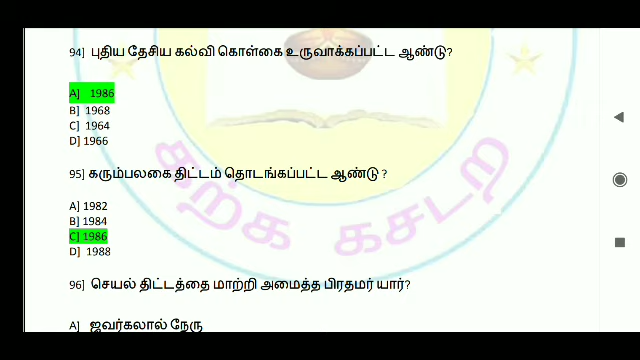 94] புதிய தேசிய கல்வி கொள்கை உருவாக்கப்பட்ட ஆண்டு?
A] 1986
B] 1968
C] 1964
D] 1966
95] கரும்பலகை திட்டம் தொடங்கப்பட்ட ஆண்டு ?
A] 1982
B] 1984
C] 1986
D] 1988
96] செயல் திட்டத்தை மாற்றி அமைத்த பிரதமர் யார்?
A] ஜவர்கலால் நேரு
கற்க கசடற